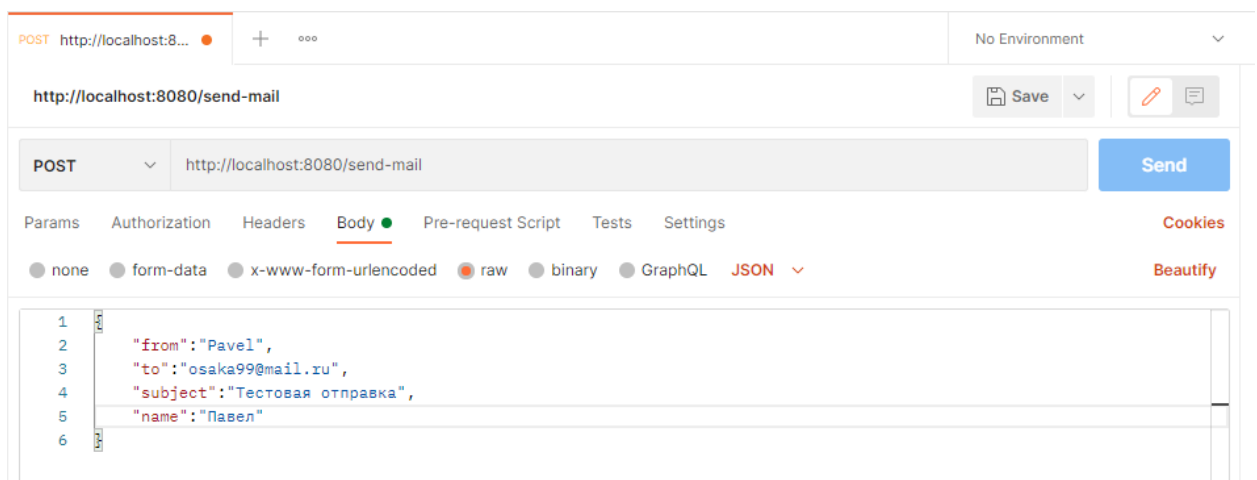 POST http://localhost:8... No Environment
http://localhost:8080/send-mail Save
POST http://localhost:8080/send-mail Send
Params Authorization Headers Body Pre-request Script Tests Settings Cookies
none form-data x-www-form-urlencoded raw binary GraphQL JSON Beautify
1 {
2 "from":"Pavel",
3 "to":"osaka99@mail.ru",
4 "subject":"Тестовая отправка",
5 "name":"Павел"
6 }